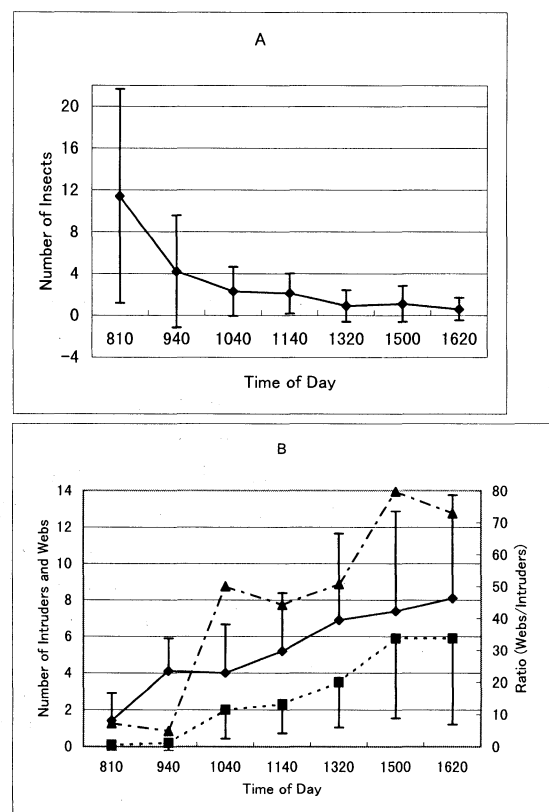 A
Number of Insects
20
16
12
8
4
0
−4
810 940 1040 1140 1320 1500 1620
Time of Day
B
Number of Intruders and Webs
14
12
10
8
6
4
2
0
80
70
60
50
40
30
20
10
0
Ratio (Webs/Intruders)
810 940 1040 1140 1320 1500 1620
Time of Day